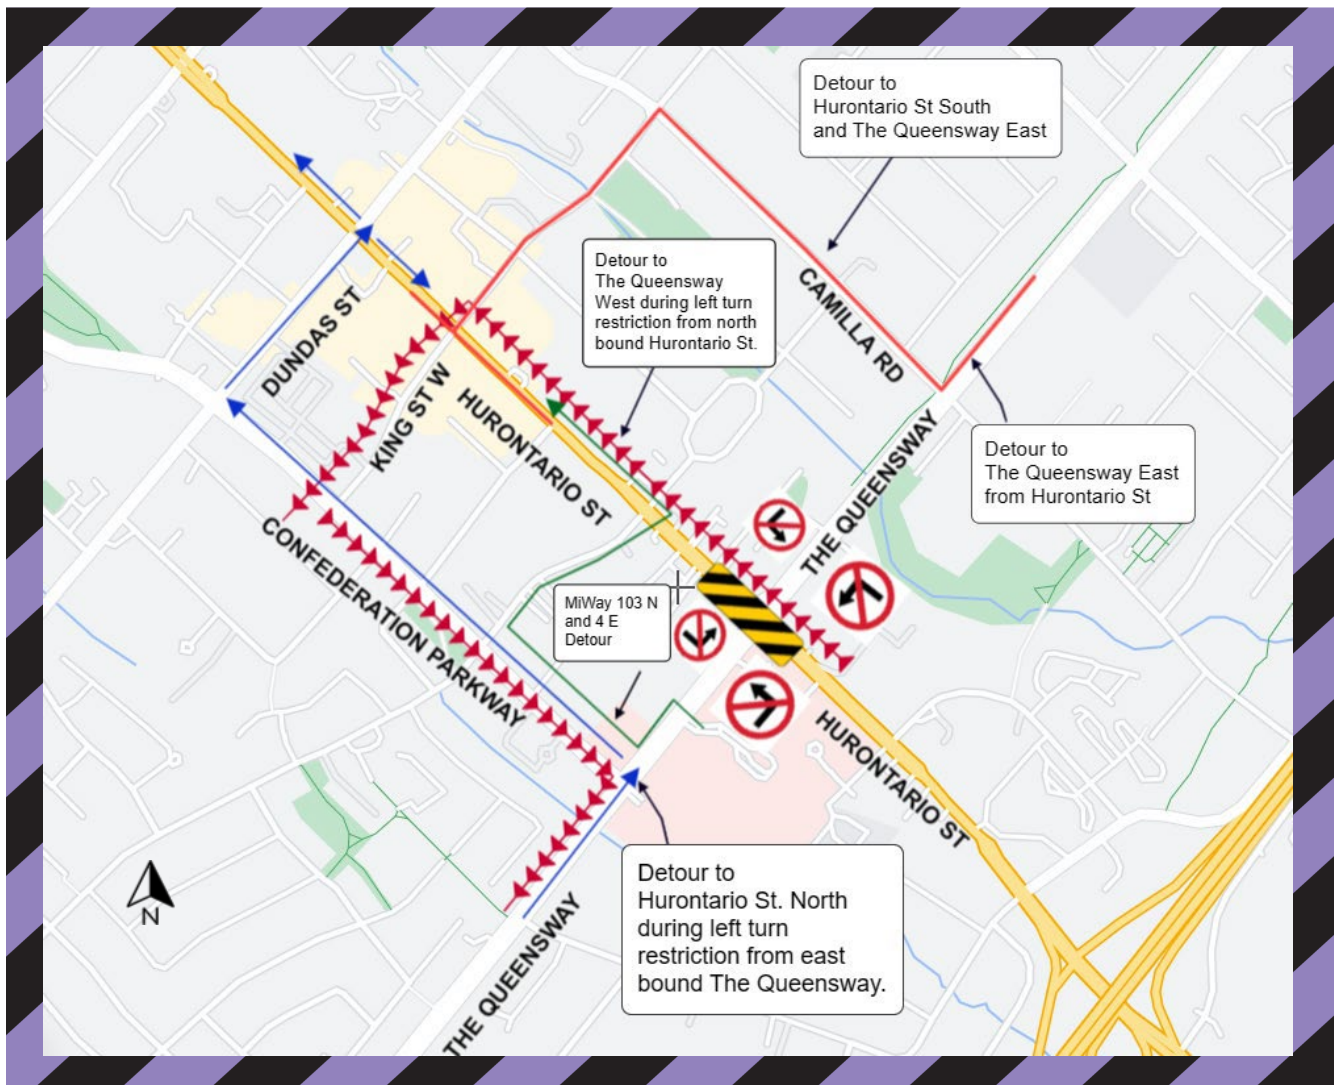 Detour to
Hurontario St South
and The Queensway East
Detour to
The Queensway
West during left turn
restriction from north
bound Hurontario St.
CAMILLA RD
DUNDAS ST
KING ST W
HURONTARIO ST
THE QUEENSWAY
Detour to
The Queensway East
from Hurontario St
CONFEDERATION PARKWAY
MiWay 103 N
and 4 E
Detour
HURONTARIO ST
Detour to
Hurontario St. North
during left turn
restriction from east
bound The Queensway.
N
THE QUEENSWAY